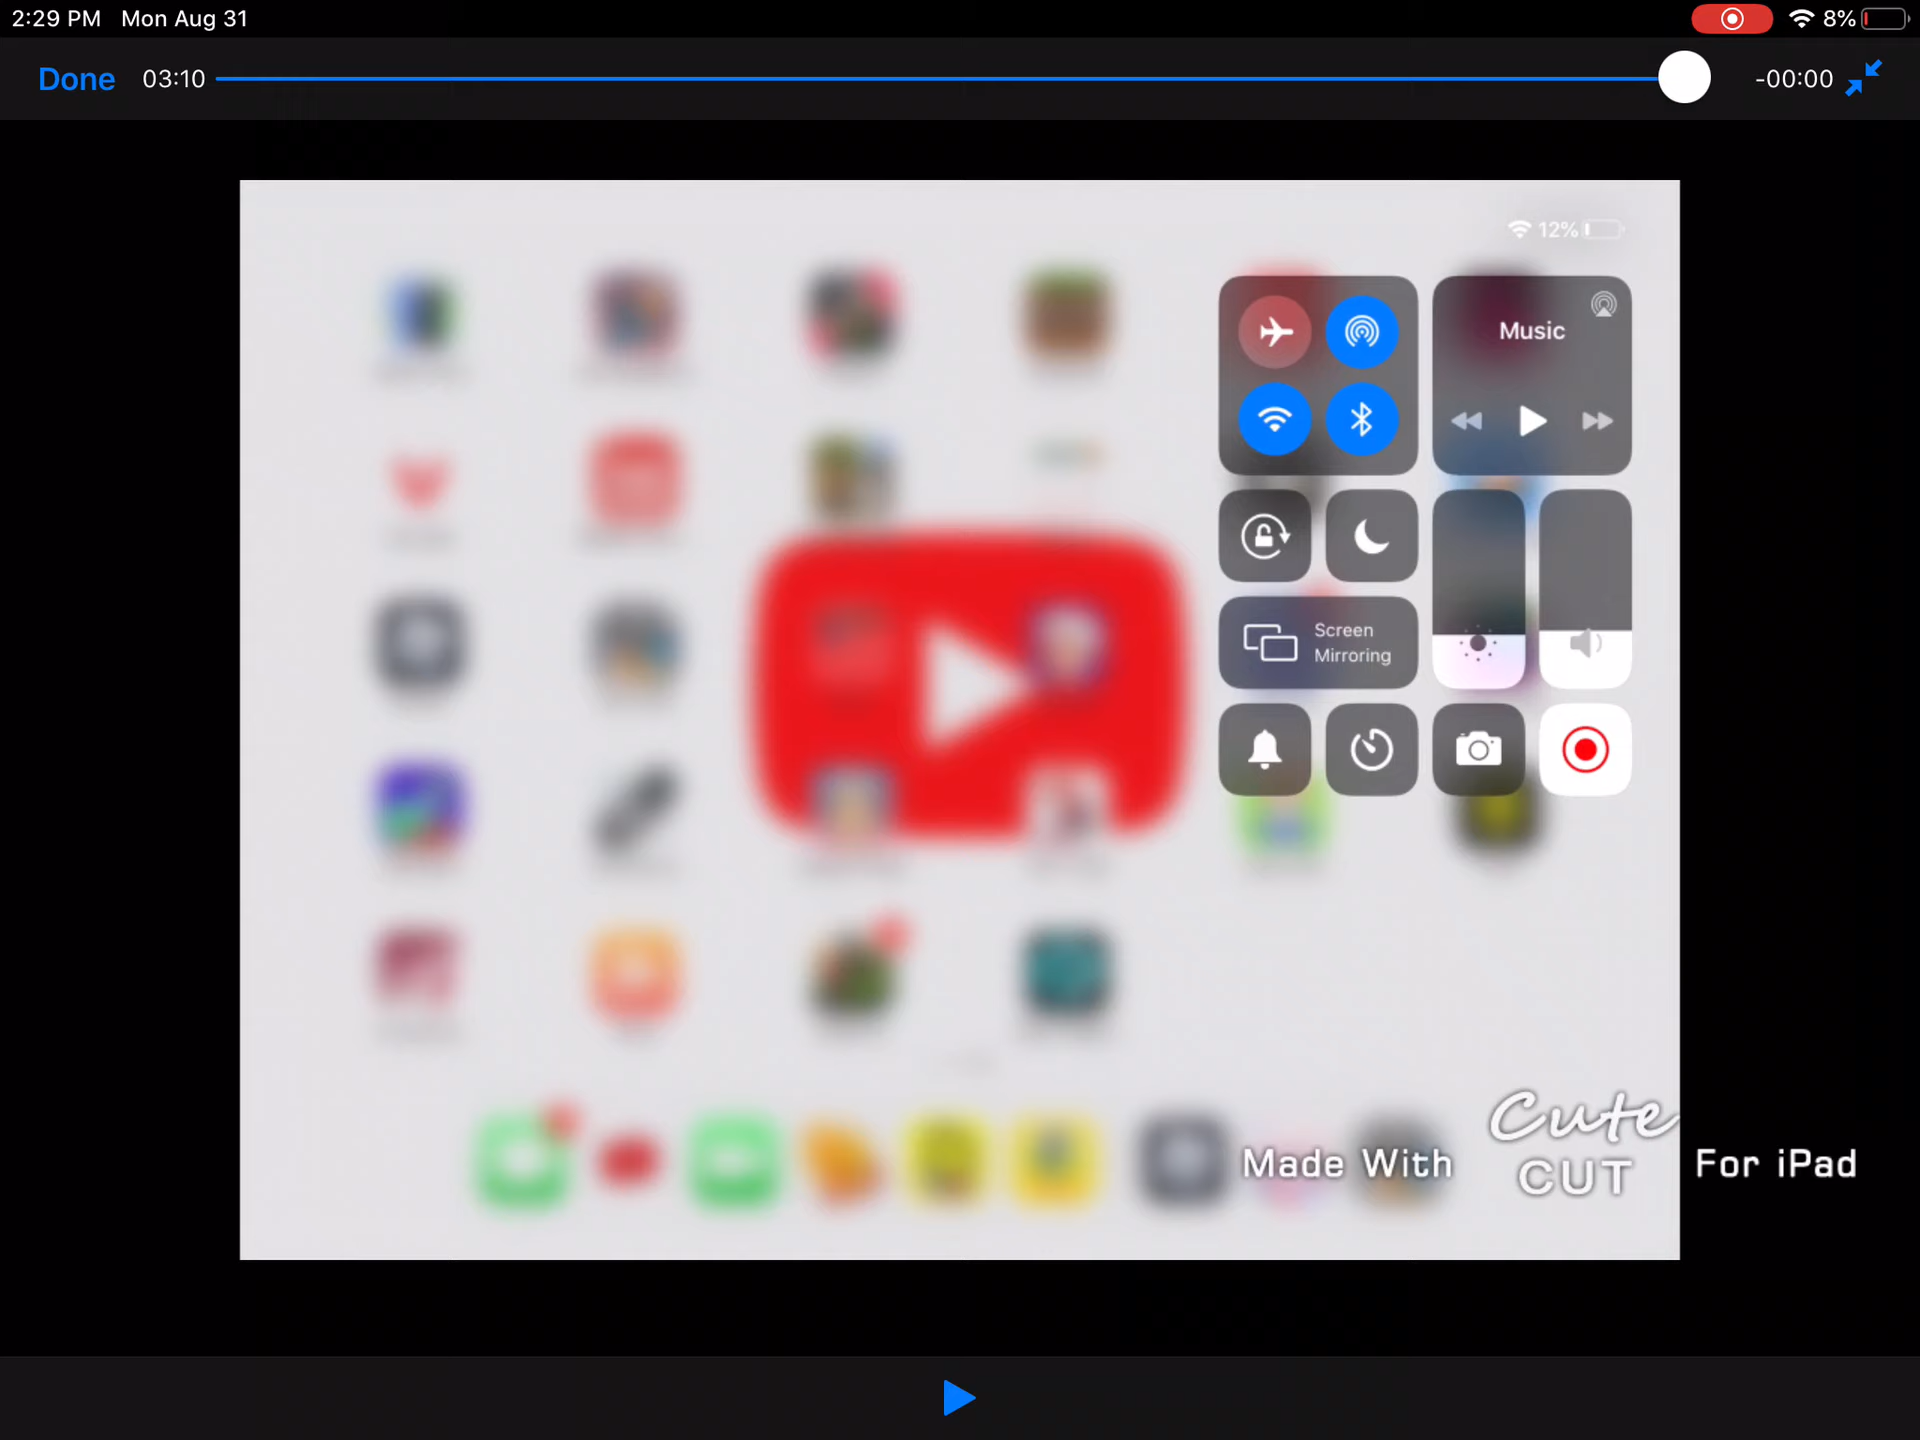 2:29 PM Mon Aug 31
8%
Done 03:10 -00:00
12%
Music
Screen
Mirroring
Made With Cute CUT For iPad